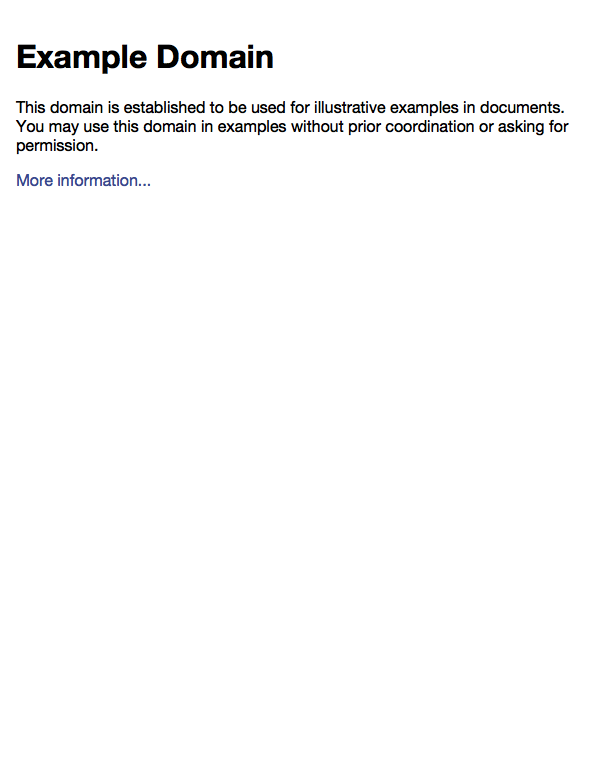 Example Domain
This domain is established to be used for illustrative examples in documents.
You may use this domain in examples without prior coordination or asking for
permission.
More information...